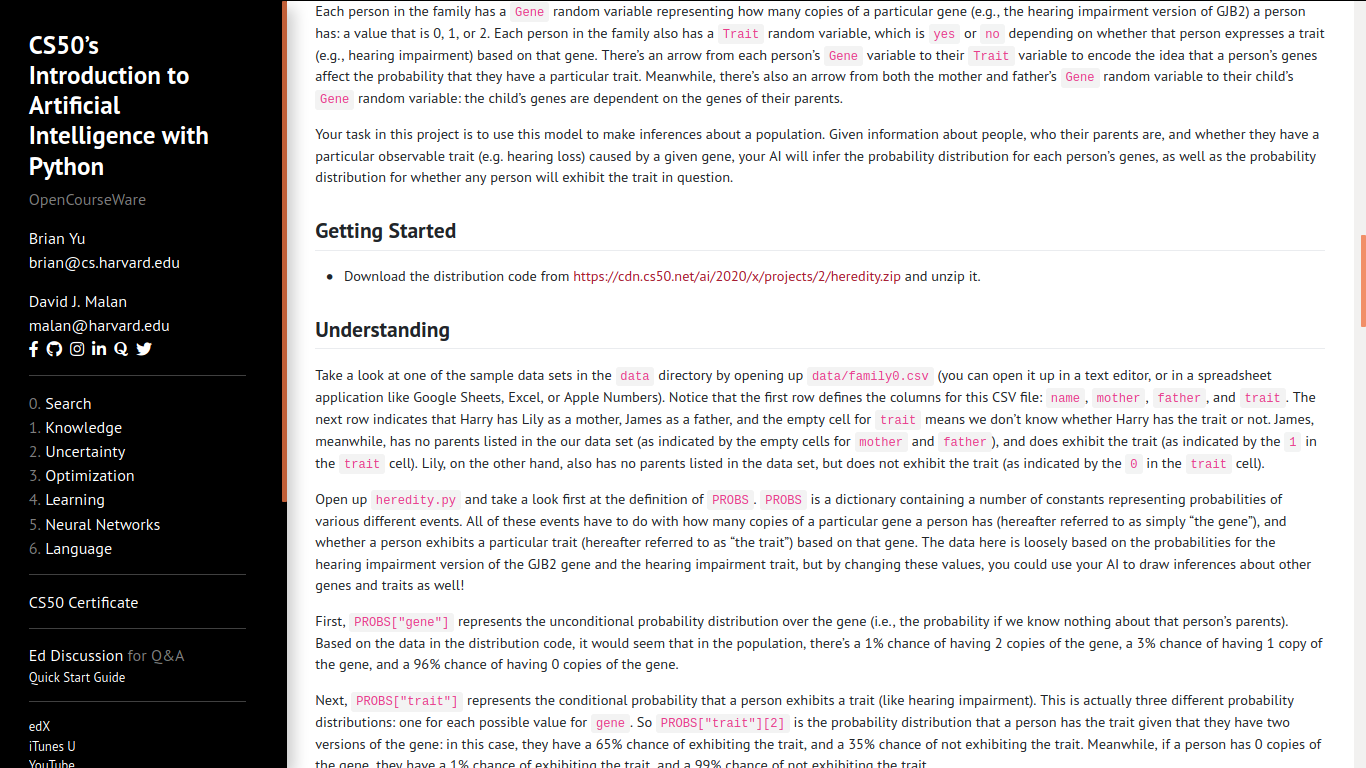 CS50’s
Introduction to
Artificial
Intelligence with
Python
OpenCourseWare
Brian Yu
brian@cs.harvard.edu
David J. Malan
malan@harvard.edu
0. Search
1. Knowledge
2. Uncertainty
3. Optimization
4. Learning
5. Neural Networks
6. Language
CS50 Certificate
Ed Discussion for Q&A
Quick Start Guide
edX
iTunes U
YouTube
Each person in the family has a Gene random variable representing how many copies of a particular gene (e.g., the hearing impairment version of GJB2) a person
has: a value that is 0, 1, or 2. Each person in the family also has a Trait random variable, which is yes or no depending on whether that person expresses a trait
(e.g., hearing impairment) based on that gene. There’s an arrow from each person’s Gene variable to their Trait variable to encode the idea that a person’s genes
affect the probability that they have a particular trait. Meanwhile, there’s also an arrow from both the mother and father’s Gene random variable to their child’s
Gene random variable: the child’s genes are dependent on the genes of their parents.
Your task in this project is to use this model to make inferences about a population. Given information about people, who their parents are, and whether they have a
particular observable trait (e.g. hearing loss) caused by a given gene, your AI will infer the probability distribution for each person’s genes, as well as the probability
distribution for whether any person will exhibit the trait in question.
Getting Started
• Download the distribution code from https://cdn.cs50.net/ai/2020/x/projects/2/heredity.zip and unzip it.
Understanding
Take a look at one of the sample data sets in the data directory by opening up data/family0.csv (you can open it up in a text editor, or in a spreadsheet
application like Google Sheets, Excel, or Apple Numbers). Notice that the first row defines the columns for this CSV file: name , mother , father , and trait . The
next row indicates that Harry has Lily as a mother, James as a father, and the empty cell for trait means we don’t know whether Harry has the trait or not. James,
meanwhile, has no parents listed in the our data set (as indicated by the empty cells for mother and father ), and does exhibit the trait (as indicated by the 1 in
the trait cell). Lily, on the other hand, also has no parents listed in the data set, but does not exhibit the trait (as indicated by the 0 in the trait cell).
Open up heredity.py and take a look first at the definition of PROBS . PROBS is a dictionary containing a number of constants representing probabilities of
various different events. All of these events have to do with how many copies of a particular gene a person has (hereafter referred to as simply “the gene”), and
whether a person exhibits a particular trait (hereafter referred to as “the trait”) based on that gene. The data here is loosely based on the probabilities for the
hearing impairment version of the GJB2 gene and the hearing impairment trait, but by changing these values, you could use your AI to draw inferences about other
genes and traits as well!
First, PROBS["gene"] represents the unconditional probability distribution over the gene (i.e., the probability if we know nothing about that person’s parents).
Based on the data in the distribution code, it would seem that in the population, there’s a 1% chance of having 2 copies of the gene, a 3% chance of having 1 copy of
the gene, and a 96% chance of having 0 copies of the gene.
Next, PROBS["trait"] represents the conditional probability that a person exhibits a trait (like hearing impairment). This is actually three different probability
distributions: one for each possible value for gene . So PROBS["trait"][2] is the probability distribution that a person has the trait given that they have two
versions of the gene: in this case, they have a 65% chance of exhibiting the trait, and a 35% chance of not exhibiting the trait. Meanwhile, if a person has 0 copies of
the gene, they have a 1% chance of exhibiting the trait, and a 99% chance of not exhibiting the trait.